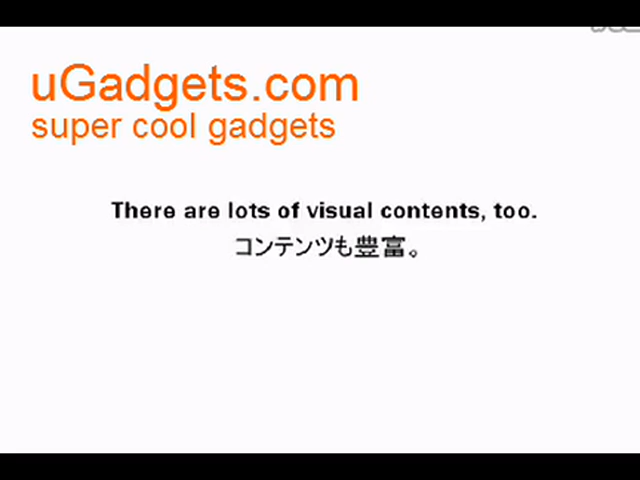 uGadgets.com
super cool gadgets
There are lots of visual contents, too.
コンテンツも豊富。